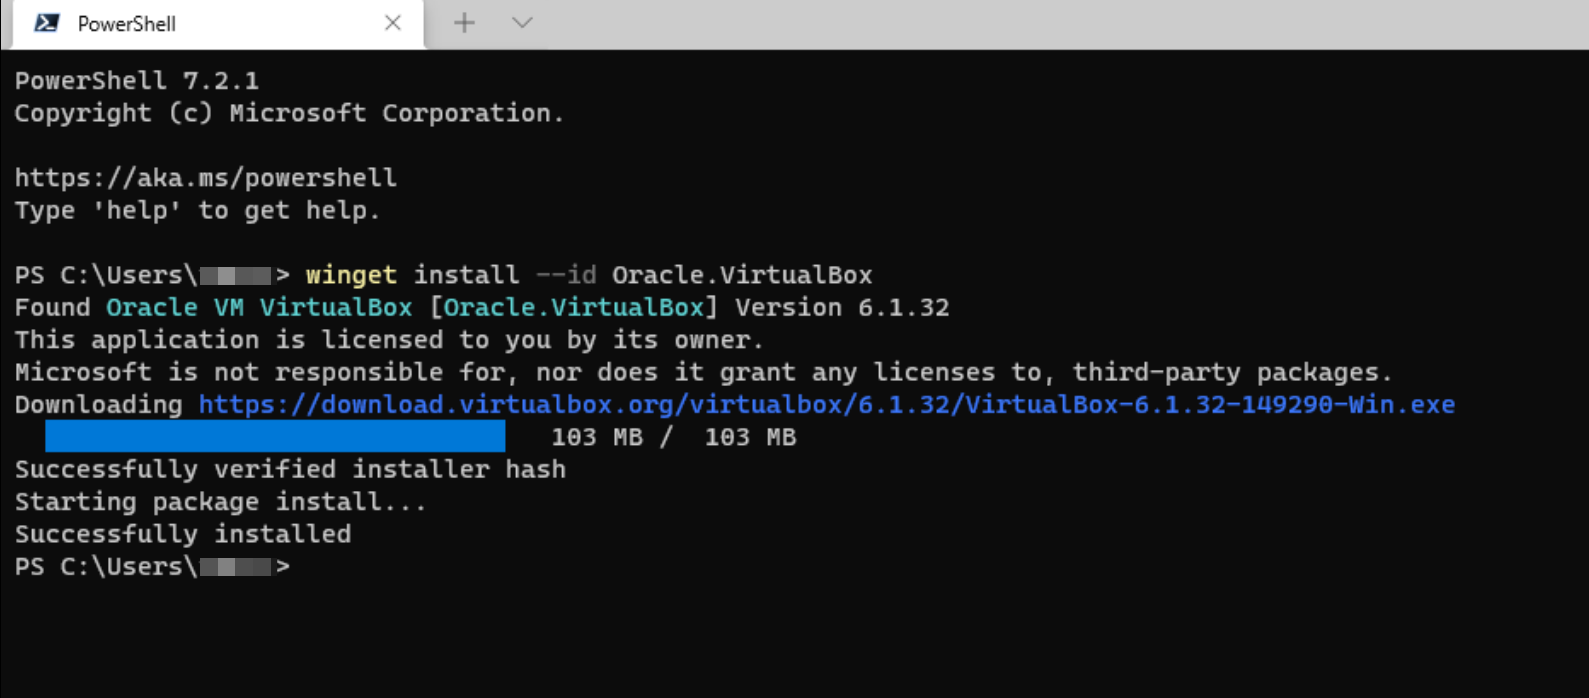 PowerShell
PowerShell 7.2.1
Copyright (c) Microsoft Corporation.
https://aka.ms/powershell
Type 'help' to get help.
PS C:\Users\> winget install --id Oracle.VirtualBox
Found Oracle VM VirtualBox [Oracle.VirtualBox] Version 6.1.32
This application is licensed to you by its owner.
Microsoft is not responsible for, nor does it grant any licenses to, third-party packages.
Downloading https://download.virtualbox.org/virtualbox/6.1.32/VirtualBox-6.1.32-149290-Win.exe
103 MB / 103 MB
Successfully verified installer hash
Starting package install...
Successfully installed
PS C:\Users\>